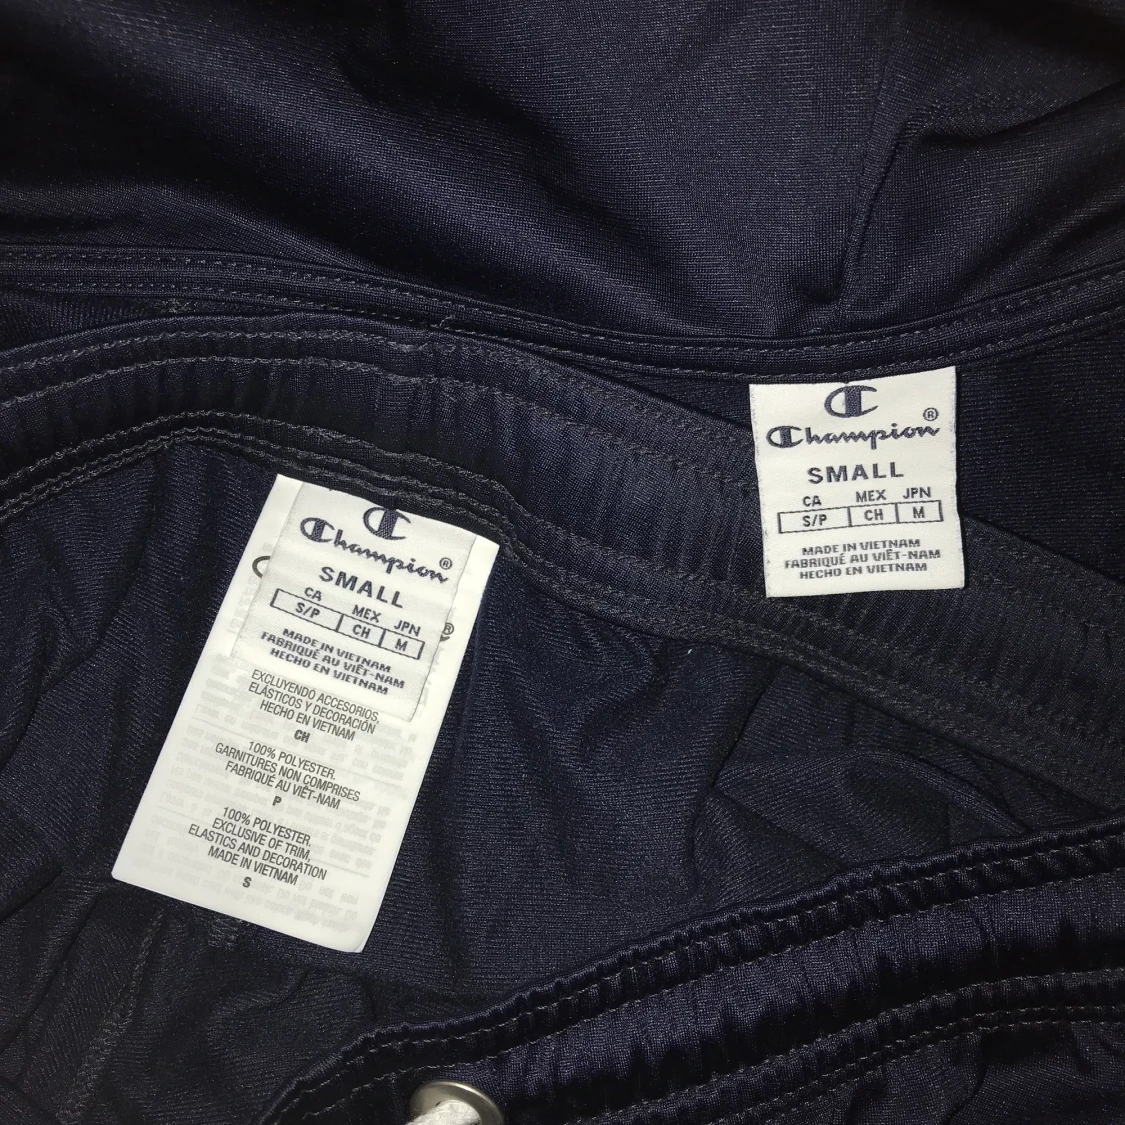 Champion®
SMALL
CA MEX JPN
S/P CH M
MADE IN VIETNAM
FABRIQUÉ AU VIÊT-NAM
HECHO EN VIETNAM
Champion®
SMALL
CA MEX JPN
S/P CH M
MADE IN VIETNAM
FABRIQUÉ AU VIÊT-NAM
HECHO EN VIETNAM
EXCLUYENDO ACCESORIOS,
ELÁSTICOS Y DECORACIÓN
HECHO EN VIETNAM
CH
100% POLYESTER.
GARNITURES NON COMPRISES
FABRIQUÉ AU VIÊT-NAM
P
100% POLYESTER.
EXCLUSIVE OF TRIM,
ELASTICS AND DECORATION
MADE IN VIETNAM
S